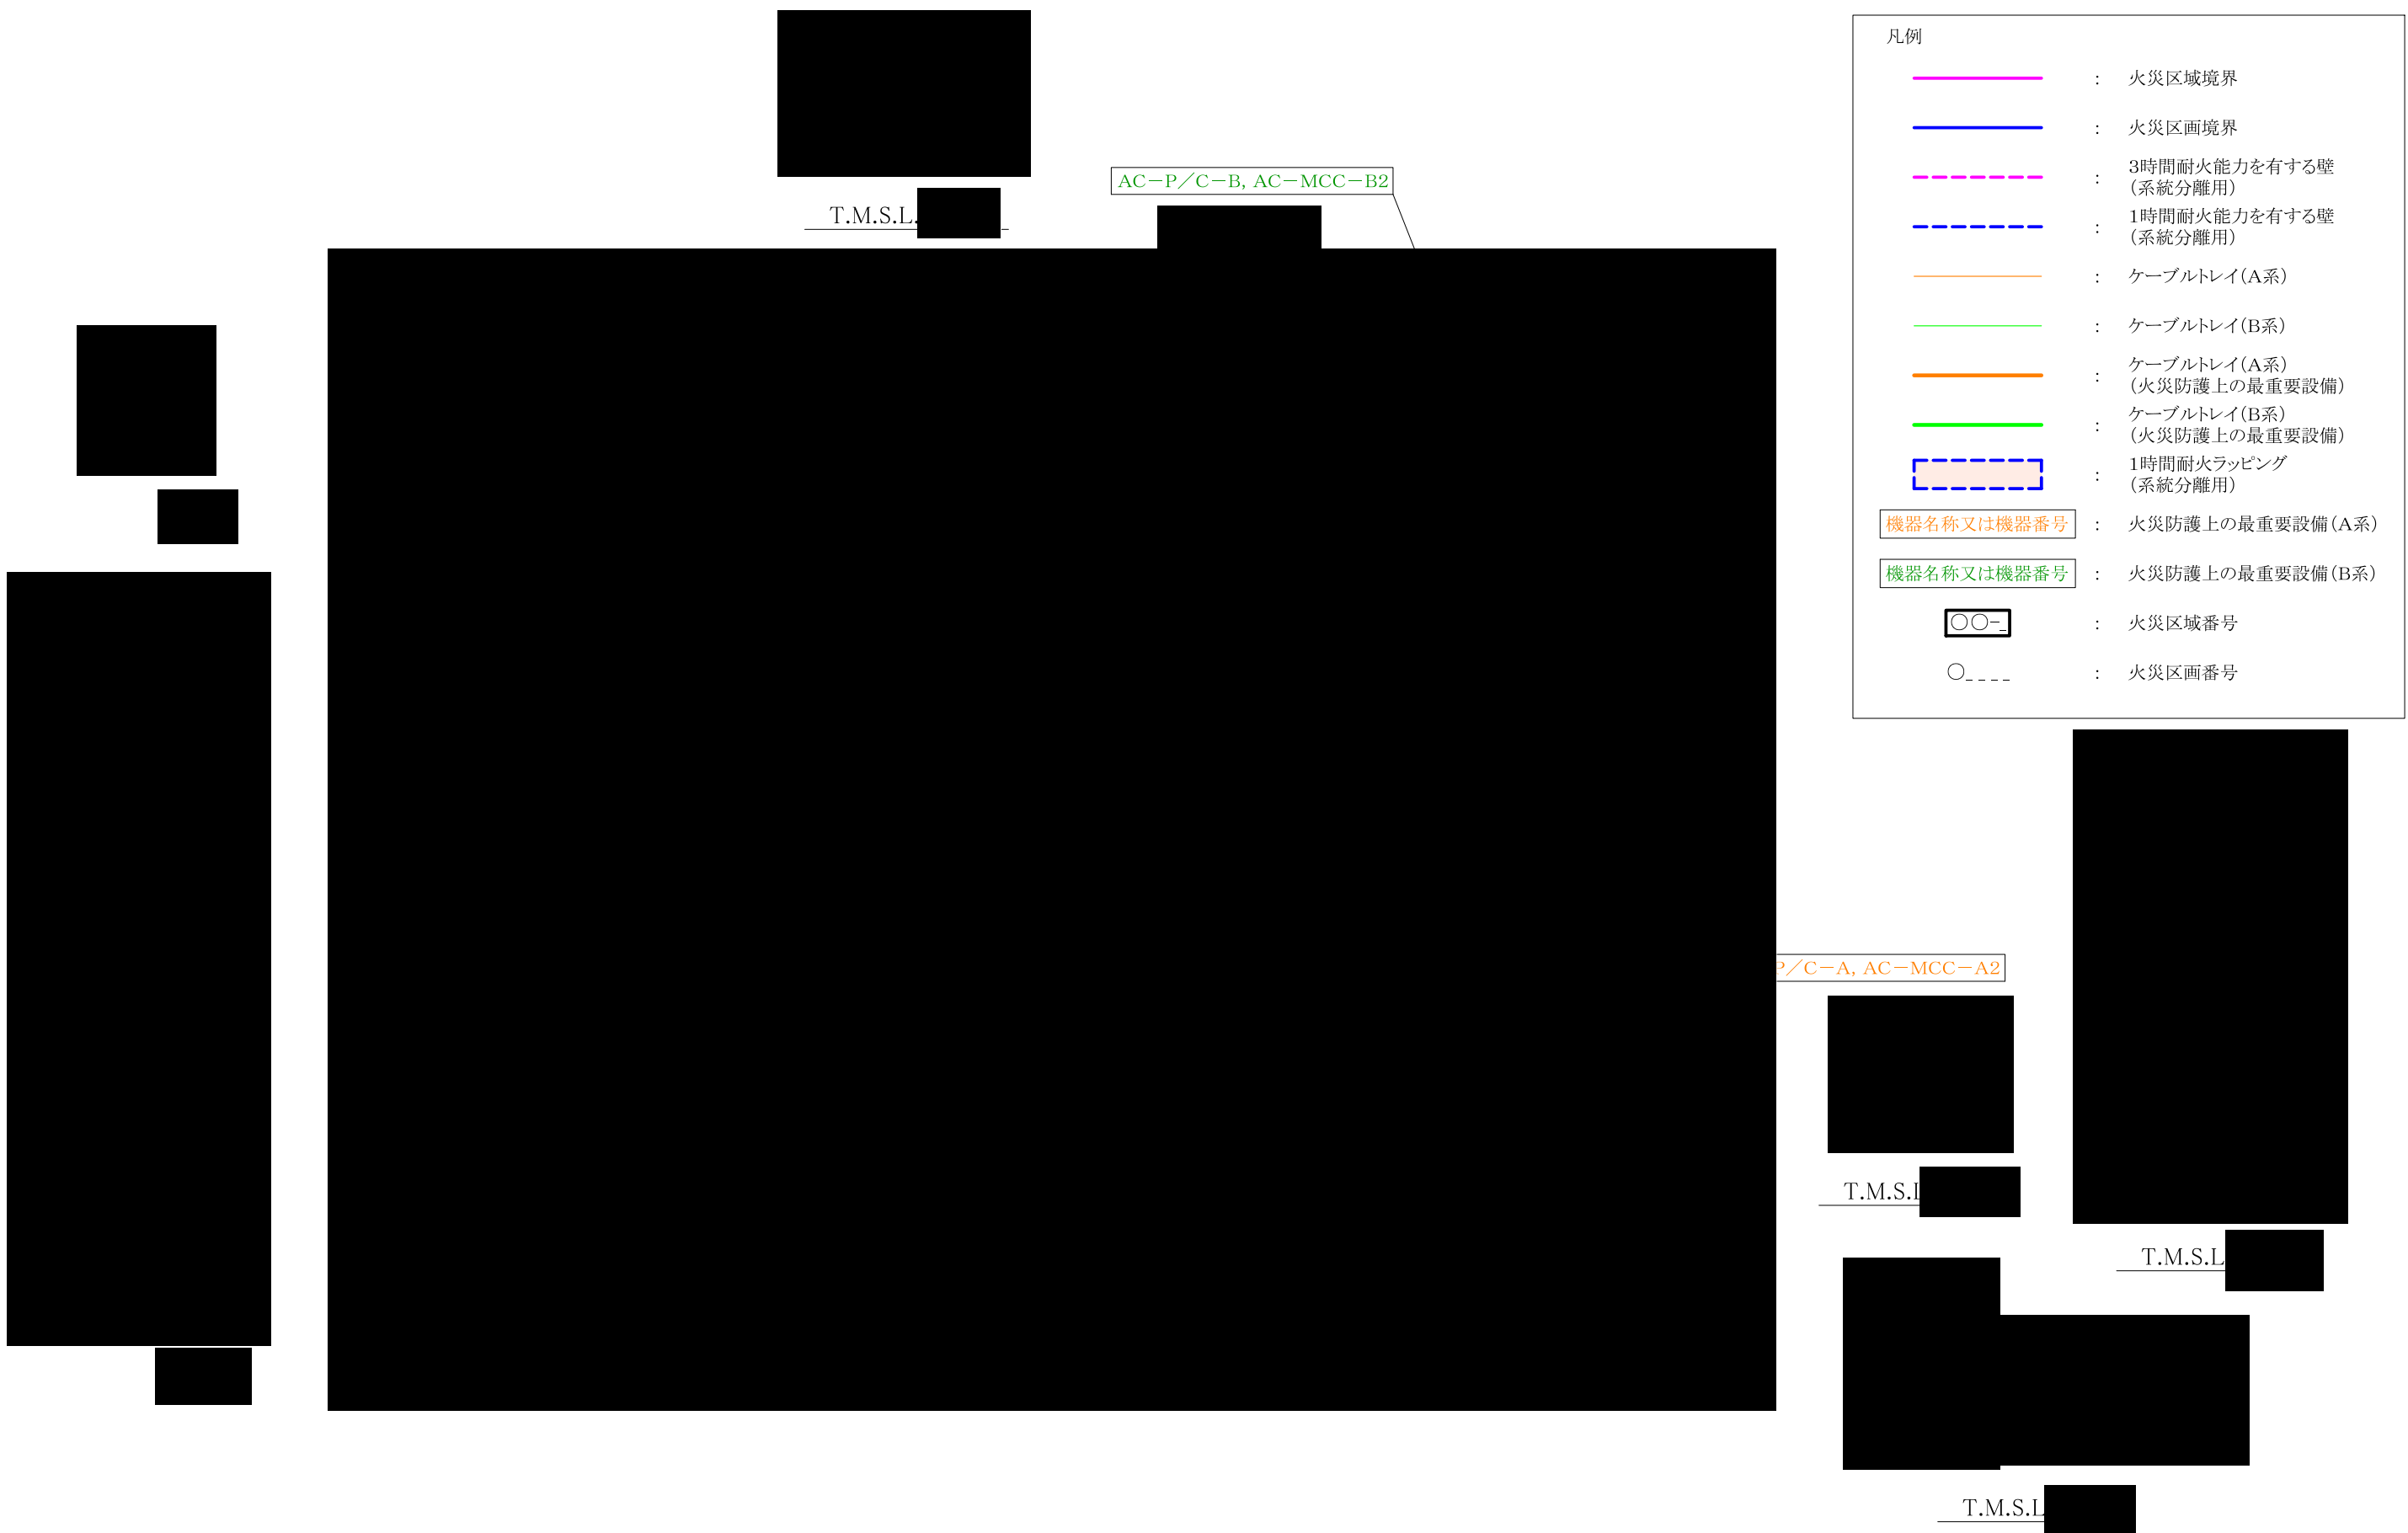 T.M.S.L.
AC－P／C－B, AC－MCC－B2
凡例
： 火災区域境界
： 火災区画境界
： 3時間耐火能力を有する壁
（系統分離用）
： 1時間耐火能力を有する壁
（系統分離用）
： ケーブルトレイ（A系）
： ケーブルトレイ（B系）
： ケーブルトレイ（A系）
（火災防護上の最重要設備）
： ケーブルトレイ（B系）
（火災防護上の最重要設備）
： 1時間耐火ラッピング
（系統分離用）
機器名称又は機器番号 ： 火災防護上の最重要設備（A系）
機器名称又は機器番号 ： 火災防護上の最重要設備（B系）
○○-_ ： 火災区域番号
○____ ： 火災区画番号
P／C－A, AC－MCC－A2
T.M.S.L
T.M.S.L
T.M.S.L